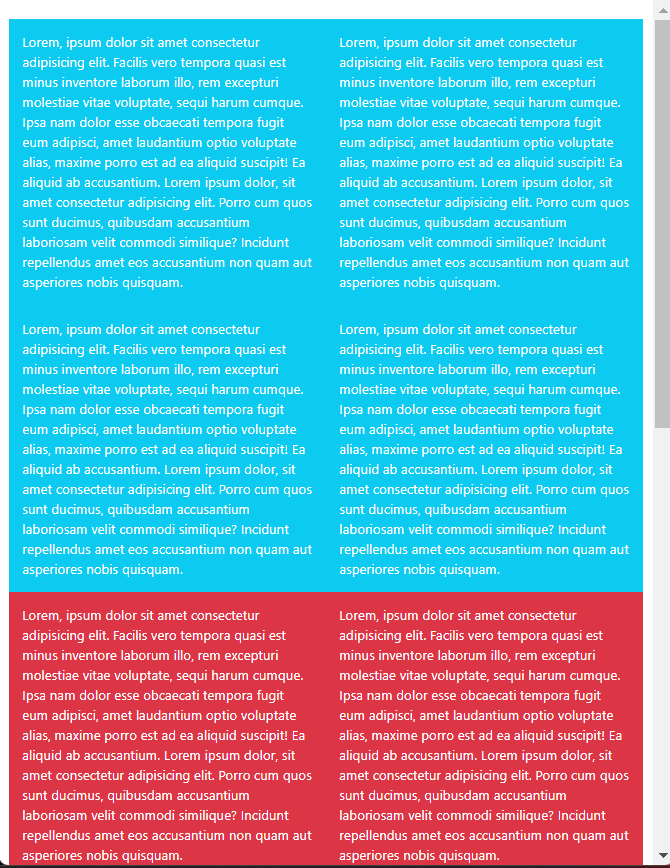 Lorem, ipsum dolor sit amet consectetur
adipisicing elit. Facilis vero tempora quasi est
minus inventore laborum illo, rem excepturi
molestiae vitae voluptate, sequi harum cumque.
Ipsa nam dolor esse obcaecati tempora fugit
eum adipisci, amet laudantium optio voluptate
alias, maxime porro est ad ea aliquid suscipit! Ea
aliquid ab accusantium. Lorem ipsum dolor, sit
amet consectetur adipisicing elit. Porro cum quos
sunt ducimus, quibusdam accusantium
laboriosam velit commodi similique? Incidunt
repellendus amet eos accusantium non quam aut
asperiores nobis quisquam.
Lorem, ipsum dolor sit amet consectetur
adipisicing elit. Facilis vero tempora quasi est
minus inventore laborum illo, rem excepturi
molestiae vitae voluptate, sequi harum cumque.
Ipsa nam dolor esse obcaecati tempora fugit
eum adipisci, amet laudantium optio voluptate
alias, maxime porro est ad ea aliquid suscipit! Ea
aliquid ab accusantium. Lorem ipsum dolor, sit
amet consectetur adipisicing elit. Porro cum quos
sunt ducimus, quibusdam accusantium
laboriosam velit commodi similique? Incidunt
repellendus amet eos accusantium non quam aut
asperiores nobis quisquam.
Lorem, ipsum dolor sit amet consectetur
adipisicing elit. Facilis vero tempora quasi est
minus inventore laborum illo, rem excepturi
molestiae vitae voluptate, sequi harum cumque.
Ipsa nam dolor esse obcaecati tempora fugit
eum adipisci, amet laudantium optio voluptate
alias, maxime porro est ad ea aliquid suscipit! Ea
aliquid ab accusantium. Lorem ipsum dolor, sit
amet consectetur adipisicing elit. Porro cum quos
sunt ducimus, quibusdam accusantium
laboriosam velit commodi similique? Incidunt
repellendus amet eos accusantium non quam aut
asperiores nobis quisquam.
Lorem, ipsum dolor sit amet consectetur
adipisicing elit. Facilis vero tempora quasi est
minus inventore laborum illo, rem excepturi
molestiae vitae voluptate, sequi harum cumque.
Ipsa nam dolor esse obcaecati tempora fugit
eum adipisci, amet laudantium optio voluptate
alias, maxime porro est ad ea aliquid suscipit! Ea
aliquid ab accusantium. Lorem ipsum dolor, sit
amet consectetur adipisicing elit. Porro cum quos
sunt ducimus, quibusdam accusantium
laboriosam velit commodi similique? Incidunt
repellendus amet eos accusantium non quam aut
asperiores nobis quisquam.
Lorem, ipsum dolor sit amet consectetur
adipisicing elit. Facilis vero tempora quasi est
minus inventore laborum illo, rem excepturi
molestiae vitae voluptate, sequi harum cumque.
Ipsa nam dolor esse obcaecati tempora fugit
eum adipisci, amet laudantium optio voluptate
alias, maxime porro est ad ea aliquid suscipit! Ea
aliquid ab accusantium. Lorem ipsum dolor, sit
amet consectetur adipisicing elit. Porro cum quos
sunt ducimus, quibusdam accusantium
laboriosam velit commodi similique? Incidunt
repellendus amet eos accusantium non quam aut
asperiores nobis quisquam.
Lorem, ipsum dolor sit amet consectetur
adipisicing elit. Facilis vero tempora quasi est
minus inventore laborum illo, rem excepturi
molestiae vitae voluptate, sequi harum cumque.
Ipsa nam dolor esse obcaecati tempora fugit
eum adipisci, amet laudantium optio voluptate
alias, maxime porro est ad ea aliquid suscipit! Ea
aliquid ab accusantium. Lorem ipsum dolor, sit
amet consectetur adipisicing elit. Porro cum quos
sunt ducimus, quibusdam accusantium
laboriosam velit commodi similique? Incidunt
repellendus amet eos accusantium non quam aut
asperiores nobis quisquam.